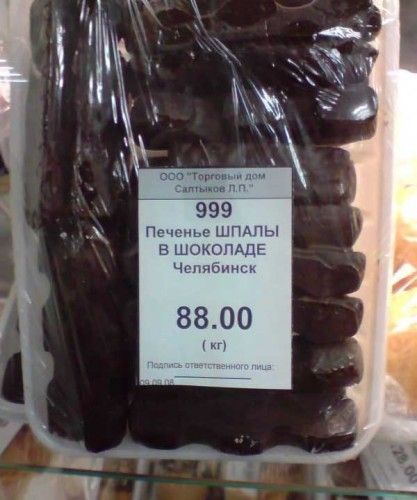 ООО "Торговый дом
Салтыков Л.П."
999
Печенье ШПАЛЫ
В ШОКОЛАДЕ
Челябинск
88.00
( кг)
Подпись ответственного лица:
09.09.08